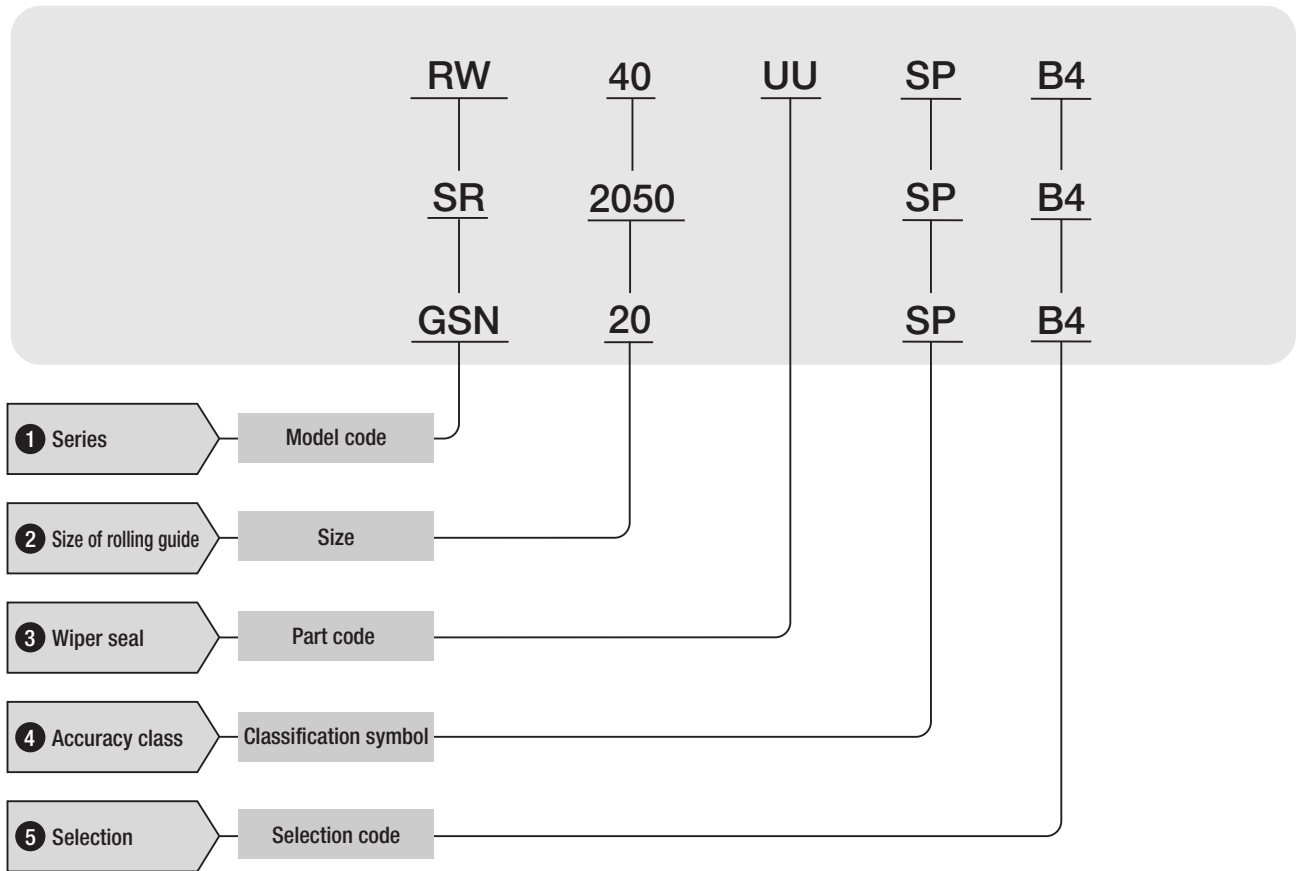 RW 40 UU SP B4
SR 2050 SP B4
GSN 20 SP B4
1 Series Model code
2 Size of rolling guide Size
3 Wiper seal Part code
4 Accuracy class Classification symbol
5 Selection Selection code